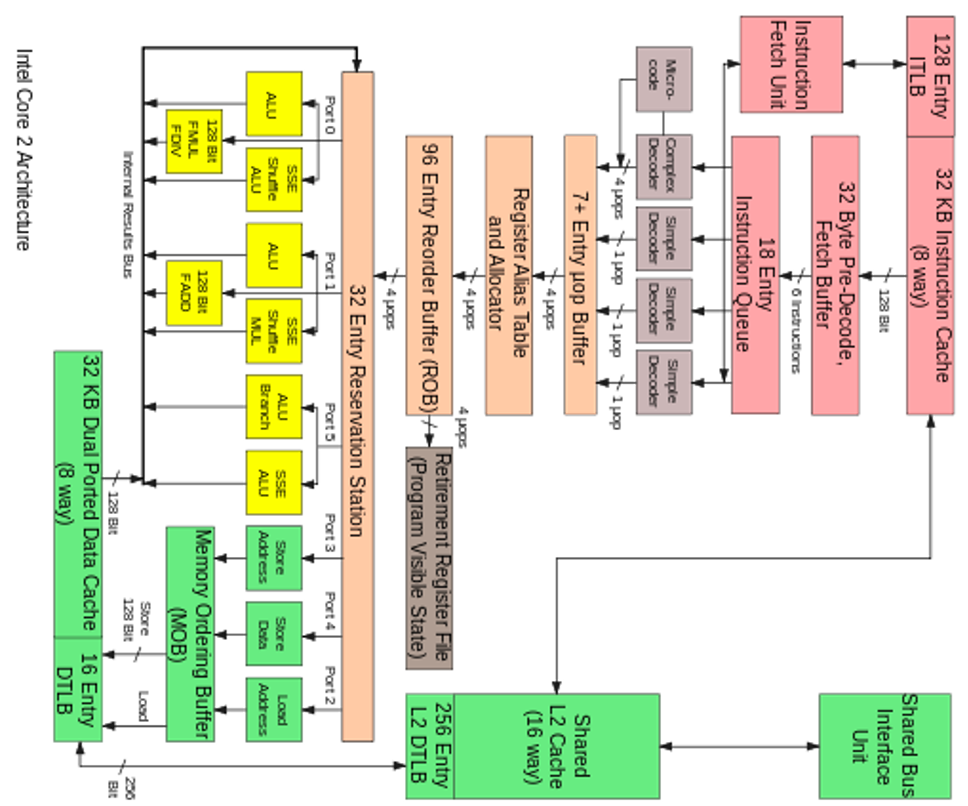 128 Entry
ITLB
32 KB Instruction Cache
(8 way)
128 Bit
32 Byte Pre-Decode,
Fetch Buffer
Instruction
Fetch Unit
6 Instructions
18 Entry
Instruction Queue
Micro-
code
Complex
Decoder
Simple
Decoder
Simple
Decoder
Simple
Decoder
4 µops
1 µop
1 µop
1 µop
7+ Entry µop Buffer
4 µops
Register Alias Table
and Allocator
4 µops
96 Entry Reorder Buffer (ROB)
4 µops
Retirement Register File
(Program Visible State)
4 µops
32 Entry Reservation Station
Port 0
Port 1
Port 5
Port 3
Port 4
Port 2
ALU
SSE
Shuffle
ALU
ALU
SSE
Shuffle
MUL
ALU
Branch
SSE
ALU
Store
Address
Store
Data
Load
Address
128 Bit
FMUL
FDIV
128 Bit
FADD
Memory Ordering Buffer
(MOB)
Internal Results Bus
128 Bit
Store
128 Bit
Load
32 KB Dual Ported Data Cache
(8 way)
16 Entry
DTLB
256
Bit
Shared Bus
Interface
Unit
Shared
L2 Cache
(16 way)
256 Entry
L2 DTLB
Intel Core 2 Architecture